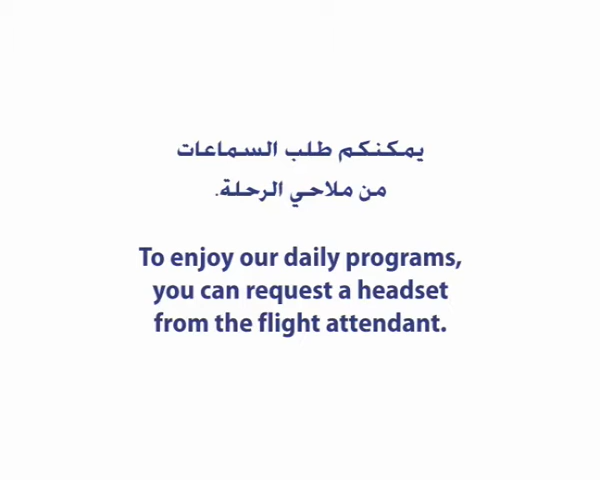 يمكنكم طلب السماعات
من ملاحي الرحلة.
To enjoy our daily programs,
you can request a headset
from the flight attendant.